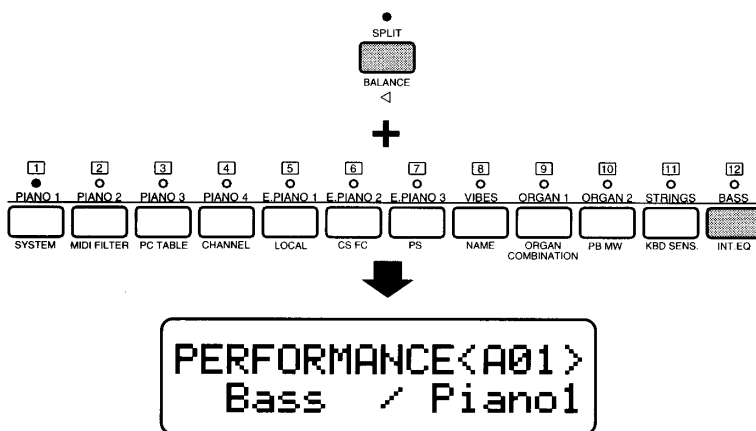 SPLIT
BALANCE
+
1 2 3 4 5 6 7 8 9 10 11 12
PIANO 1 PIANO 2 PIANO 3 PIANO 4 E.PIANO 1 E.PIANO 2 E.PIANO 3 VIBES ORGAN 1 ORGAN 2 STRINGS BASS
SYSTEM MIDI FILTER PC TABLE CHANNEL LOCAL CS FC PS NAME ORGAN COMBINATION PB MW KBD SENS. INT.EQ
PERFORMANCE<A01>
Bass / Piano1